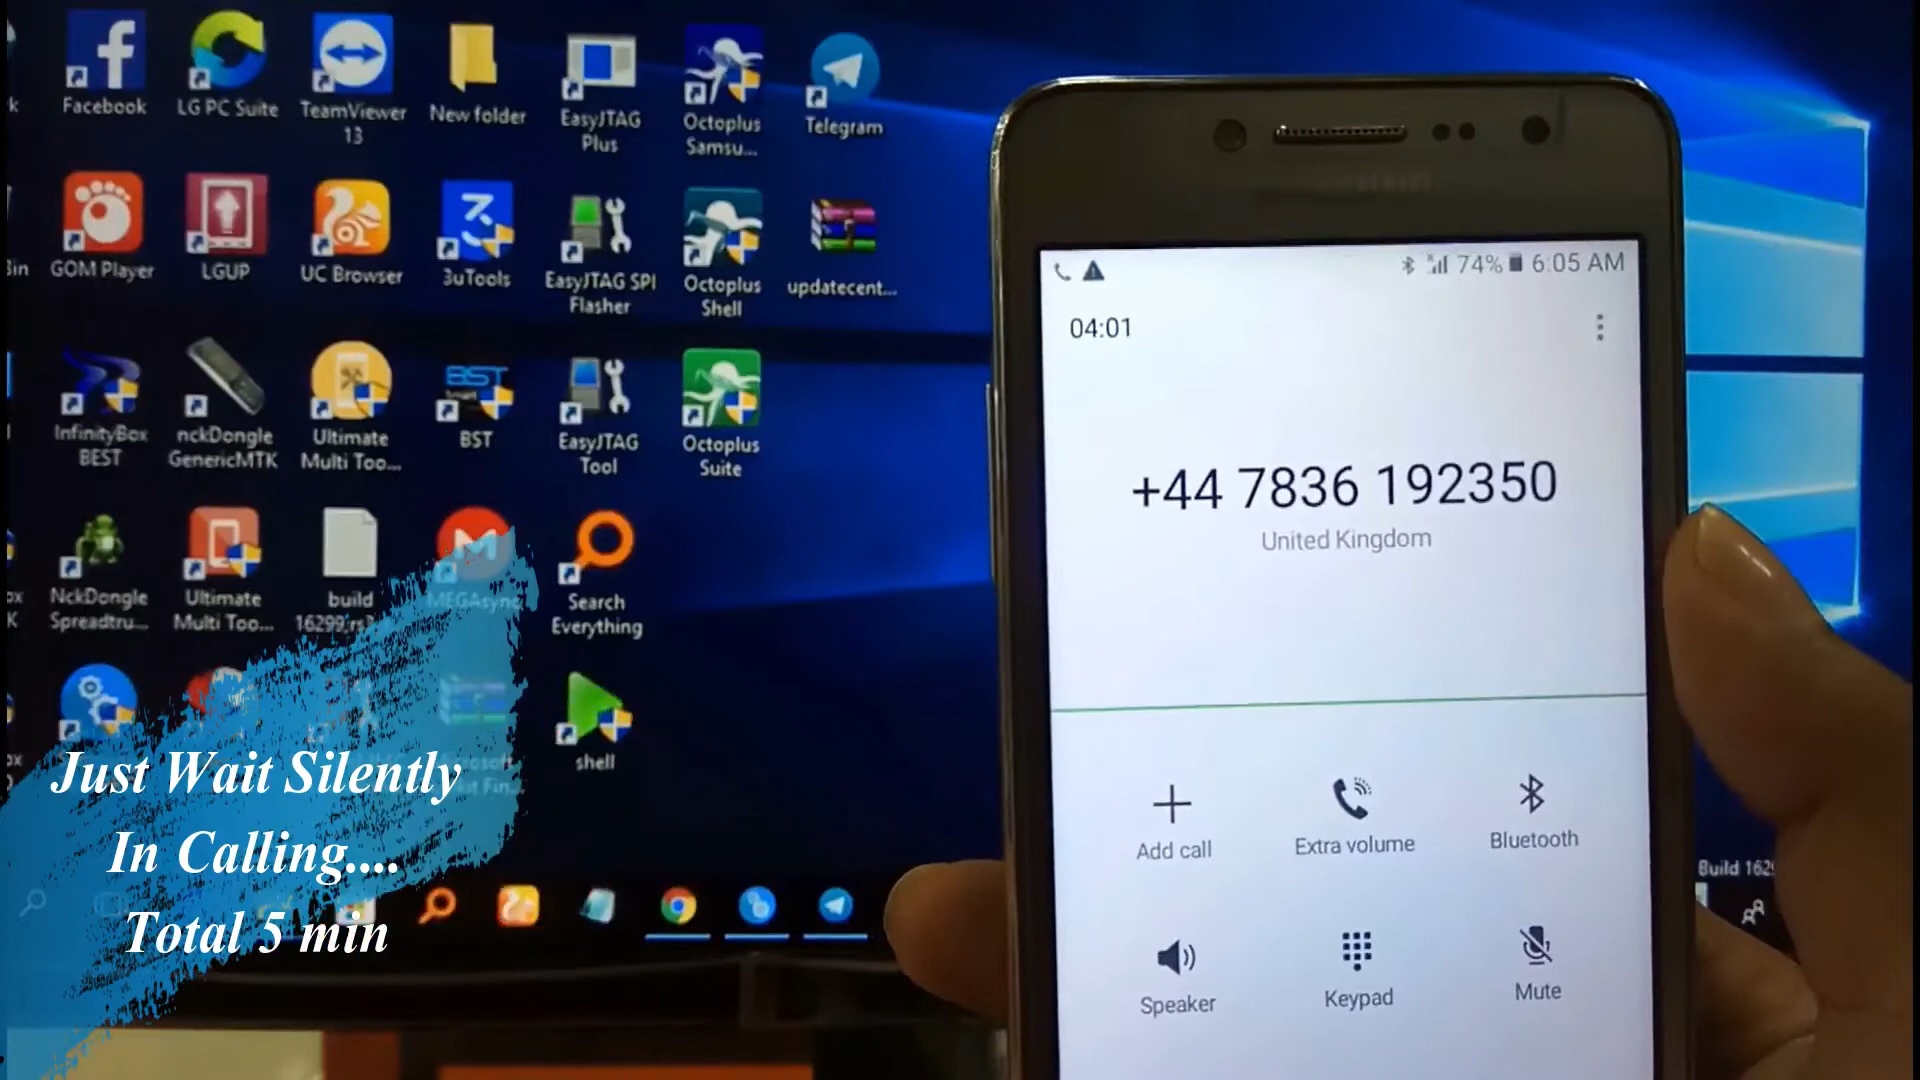 Facebook
LG PC Suite
TeamViewer
13
New folder
EasyJTAG
Plus
Octoplus
Samsu...
Telegram
GOM Player
LGUP
UC Browser
3uTools
EasyJTAG SPI
Flasher
Octoplus
Shell
updatecent...
InfinityBox
BEST
nckDongle
GenericMTK
Ultimate
Multi Too...
BST
EasyJTAG
Tool
Octoplus
Suite
NckDongle
Spreadtru...
Ultimate
Multi Too...
build
MEGAsync
Search
Everything
shell
Just Wait Silently
In Calling....
Total 5 min
74% 6:05 AM
04:01
+44 7836 192350
United Kingdom
Add call
Extra volume
Bluetooth
Speaker
Keypad
Mute